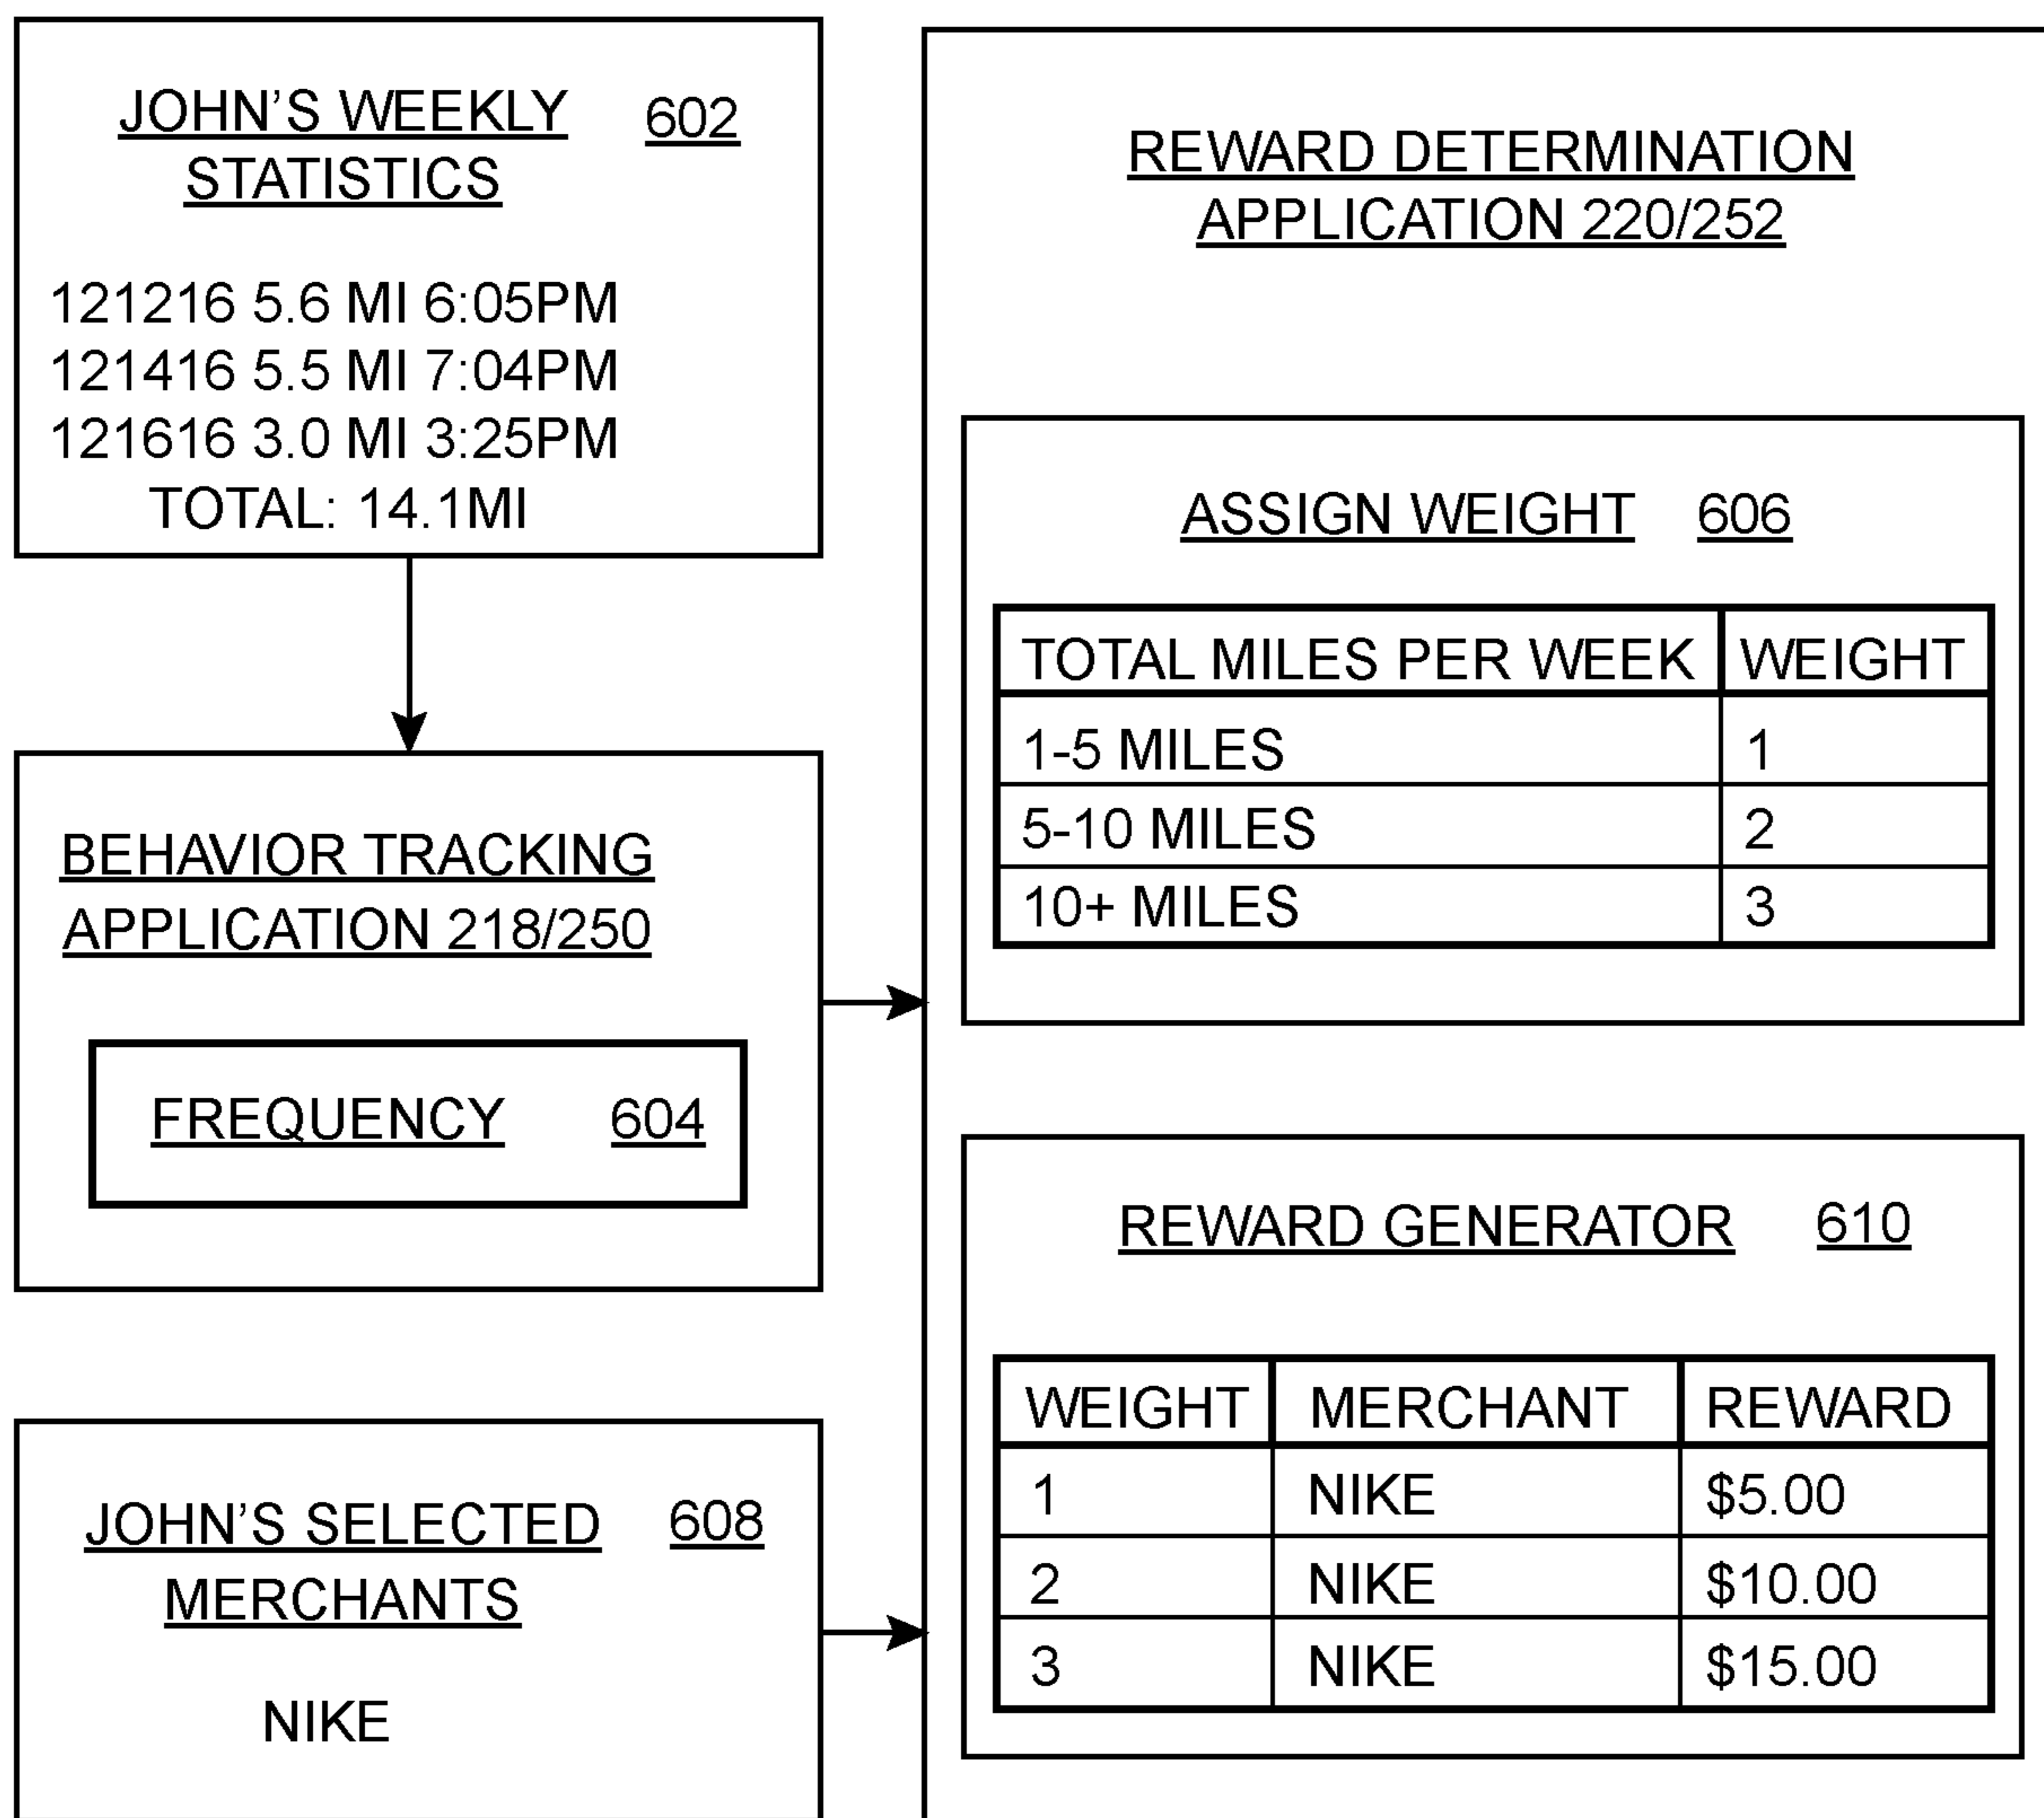 JOHN'S WEEKLY 602
STATISTICS
121216 5.6 MI 6:05PM
121416 5.5 MI 7:04PM
121616 3.0 MI 3:25PM
TOTAL: 14.1MI
BEHAVIOR TRACKING
APPLICATION 218/250
FREQUENCY 604
JOHN'S SELECTED 608
MERCHANTS
NIKE
REWARD DETERMINATION
APPLICATION 220/252
ASSIGN WEIGHT 606
TOTAL MILES PER WEEK WEIGHT
1-5 MILES 1
5-10 MILES 2
10+ MILES 3
REWARD GENERATOR 610
WEIGHT MERCHANT REWARD
1 NIKE $5.00
2 NIKE $10.00
3 NIKE $15.00